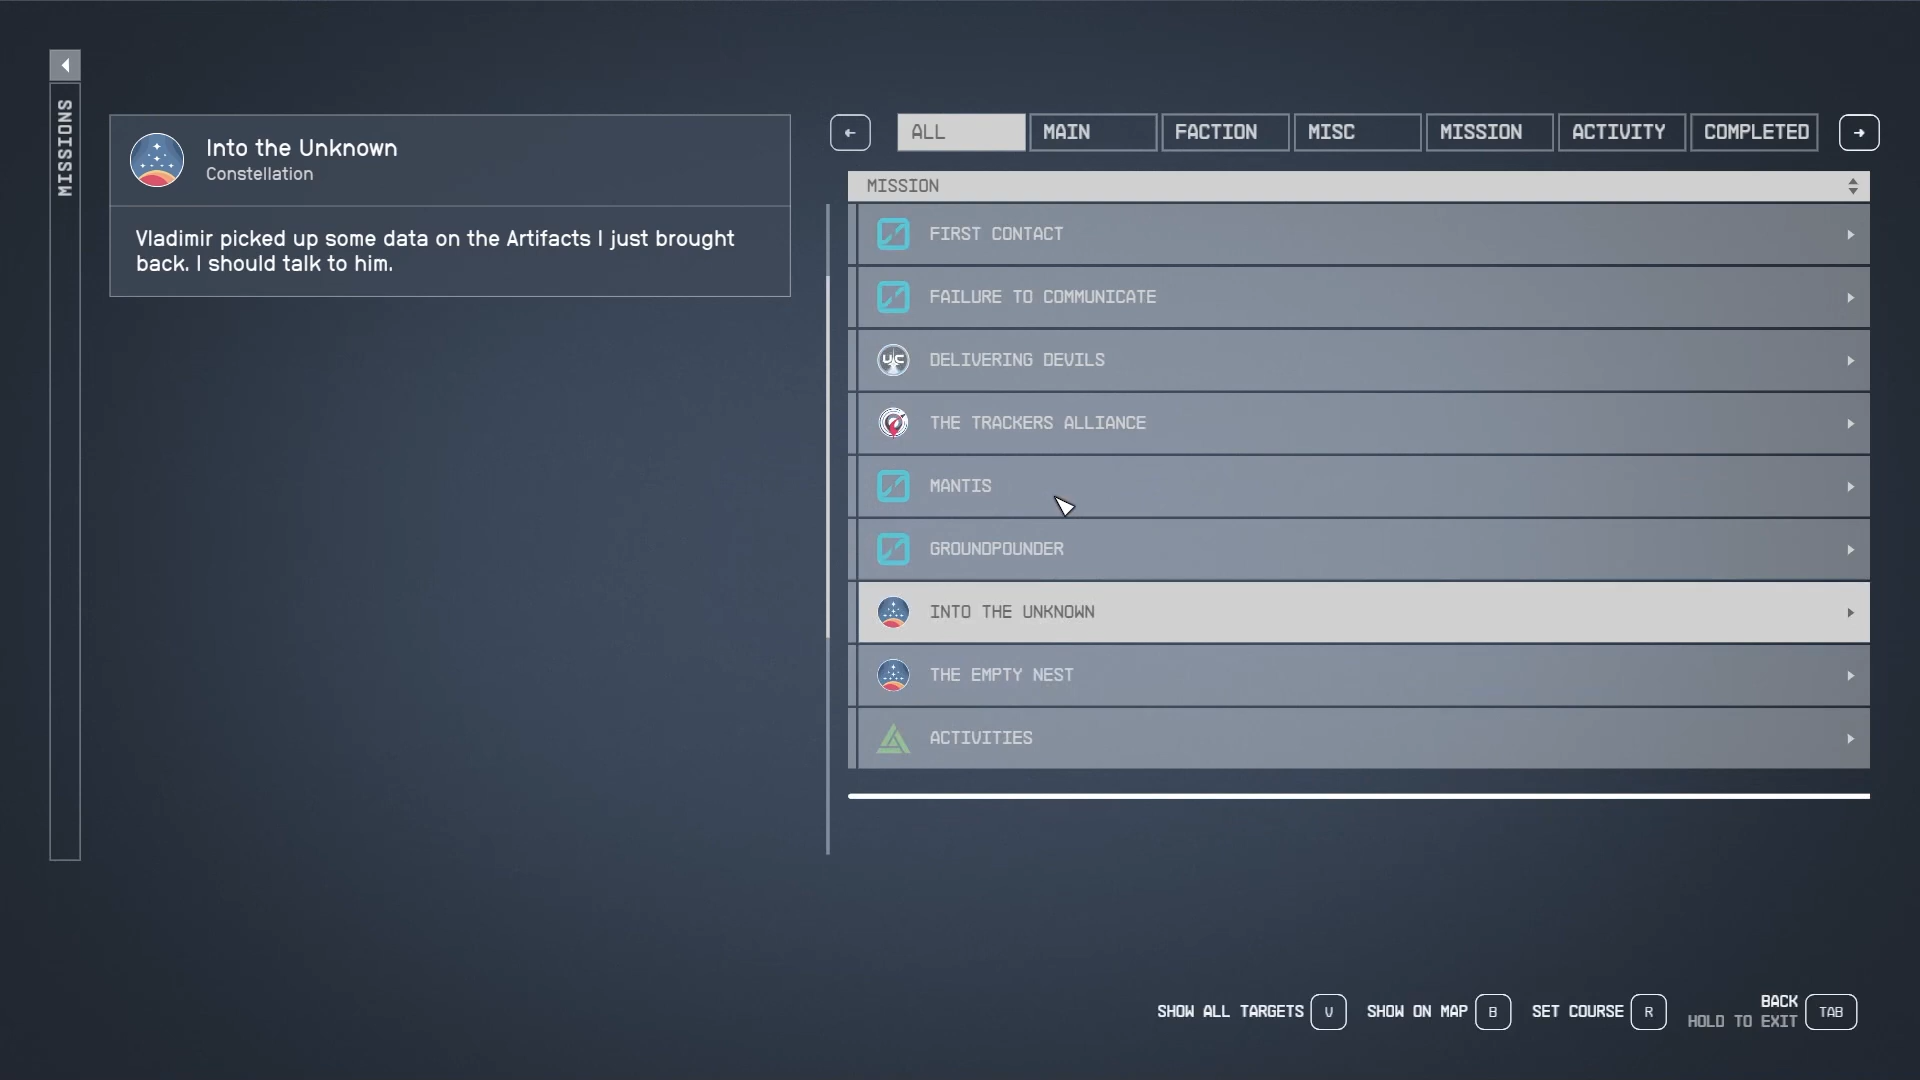 MISSIONS
Into the Unknown
Constellation
Vladimir picked up some data on the Artifacts I just brought
back. I should talk to him.
ALL
MAIN
FACTION
MISC
MISSION
ACTIVITY
COMPLETED
MISSION
FIRST CONTACT
FAILURE TO COMMUNICATE
UC
DELIVERING DEVILS
THE TRACKERS ALLIANCE
MANTIS
GROUNDPOUNDER
INTO THE UNKNOWN
THE EMPTY NEST
ACTIVITIES
SHOW ALL TARGETS V
SHOW ON MAP B
SET COURSE R
BACK
HOLD TO EXIT
TAB